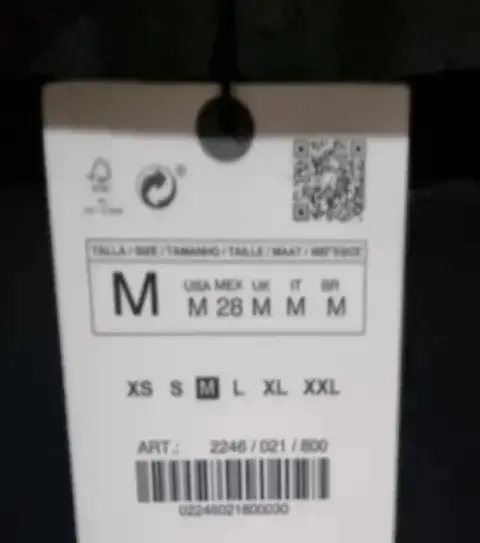 TALLA / SIZE / TAMANHO / TAILLE / MAAT /
M
USA MEX UK IT BR
M 28 M M M
XS S M L XL XXL
ART.: 2246 / 021 / 800
02246021800030